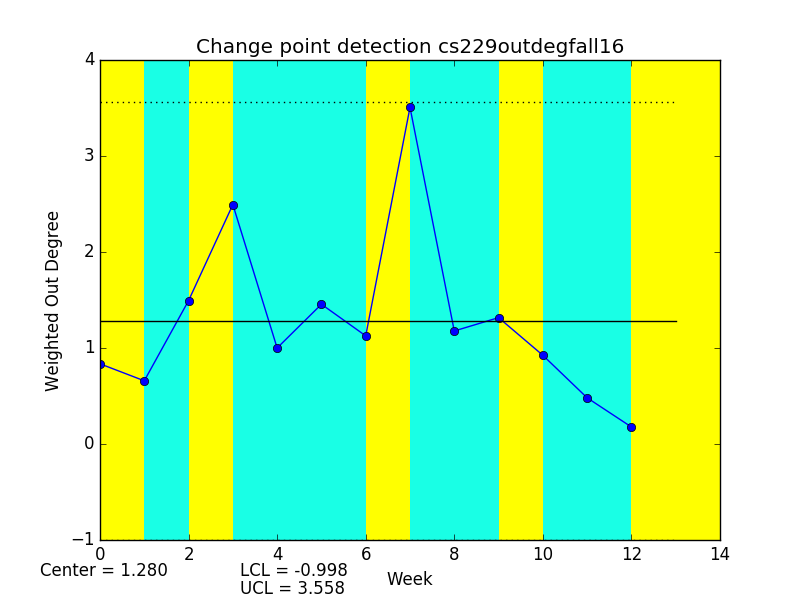 Change point detection cs229outdegfall16
4
3
2
1
0
−1
Weighted Out Degree
0 2 4 6 8 10 12 14
Center = 1.280 LCL = -0.998 Week
UCL = 3.558